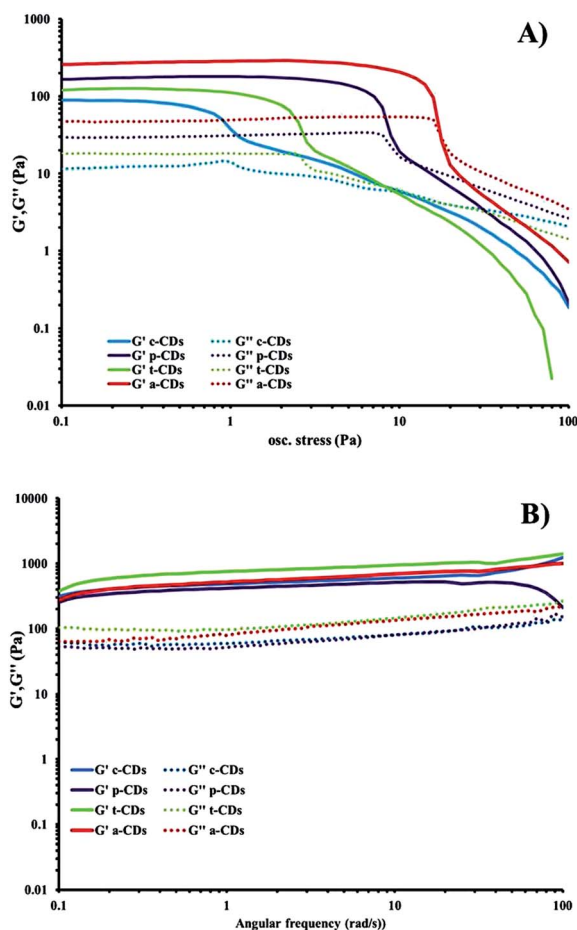 A)
G',G'' (Pa)
1000
100
10
1
0.1
0.01
G' c-CDs G'' c-CDs
G' p-CDs G'' p-CDs
G' t-CDs G'' t-CDs
G' a-CDs G'' a-CDs
0.1 1 10 100
osc. stress (Pa)
B)
G',G'' (Pa)
10000
1000
100
10
1
0.1
0.01
G' c-CDs G'' c-CDs
G' p-CDs G'' p-CDs
G' t-CDs G'' t-CDs
G' a-CDs G'' a-CDs
0.1 1 10 100
Angular frequency (rad/s))